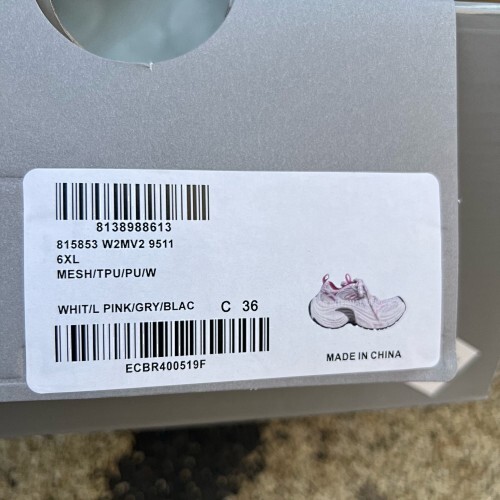 8138988613
815853 W2MV2 9511
6XL
MESH/TPU/PU/W
WHIT/L PINK/GRY/BLAC C 36
ECBR400519F
MADE IN CHINA